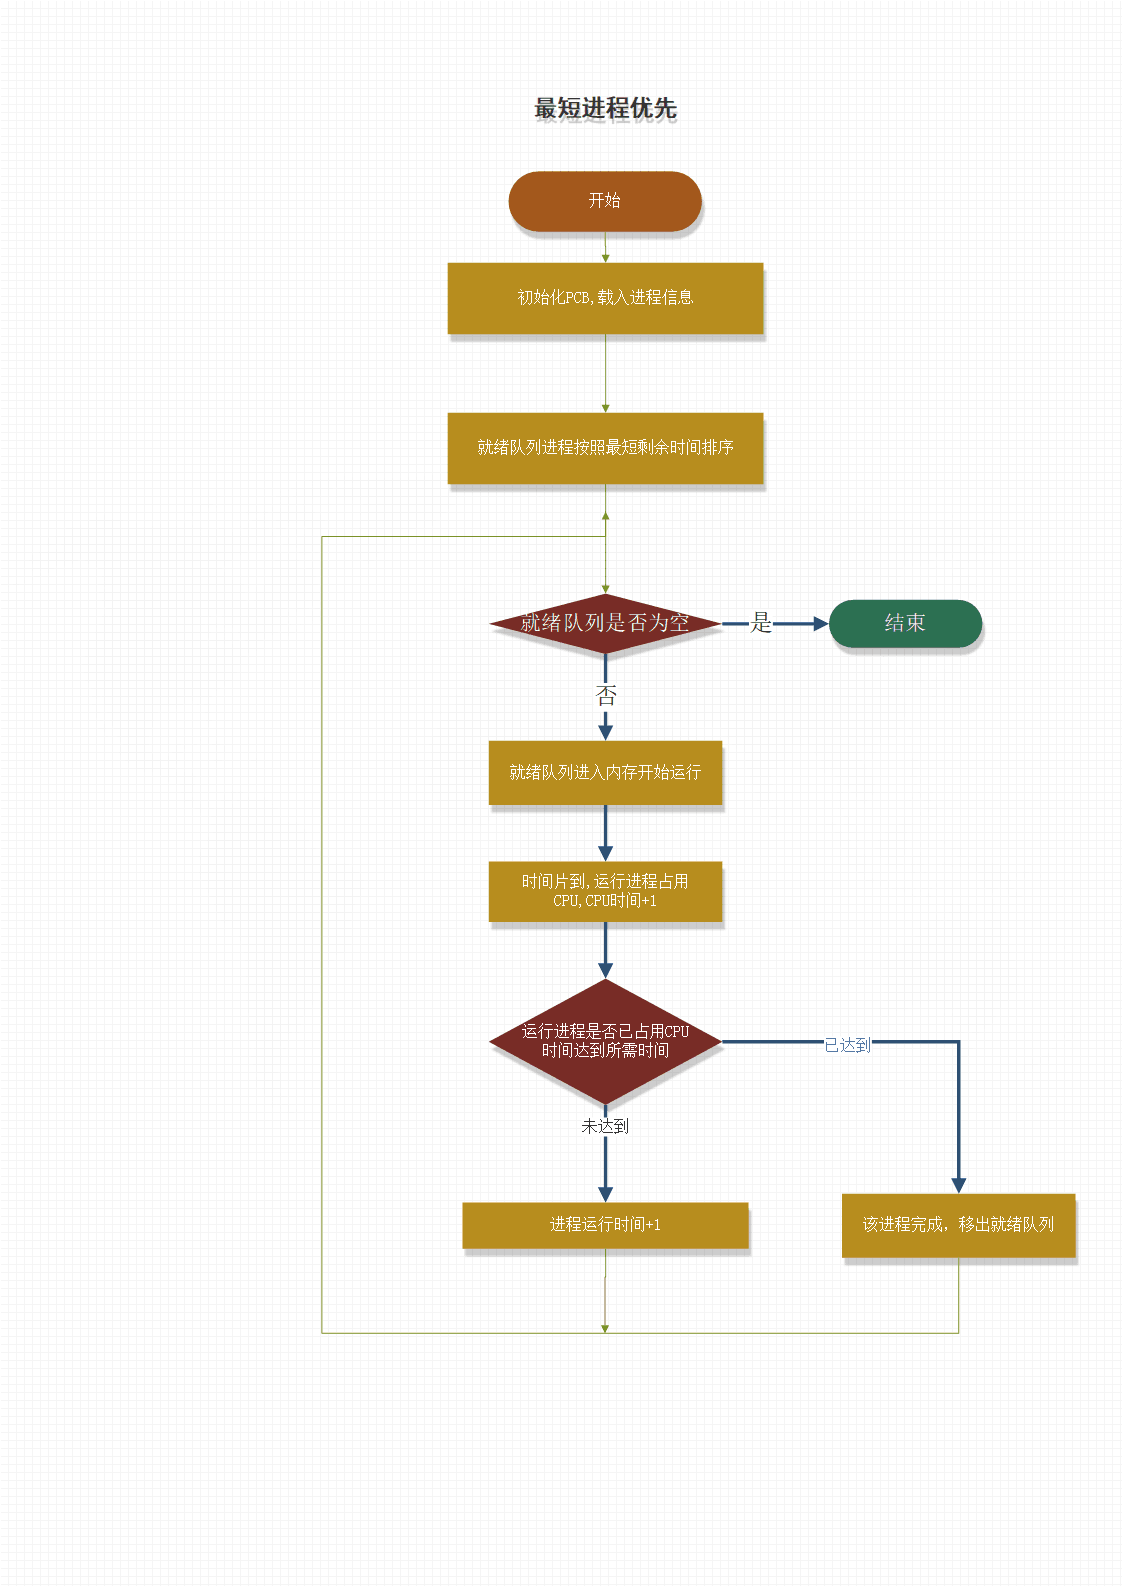 最短进程优先
开始
初始化PCB,载入进程信息
就绪队列进程按照最短剩余时间排序
就绪队列是否为空
是
结束
否
就绪队列进入内存开始运行
时间片到,运行进程占用
CPU,CPU时间+1
运行进程是否已占用CPU
时间达到所需时间
已达到
未达到
进程运行时间+1
该进程完成，移出就绪队列